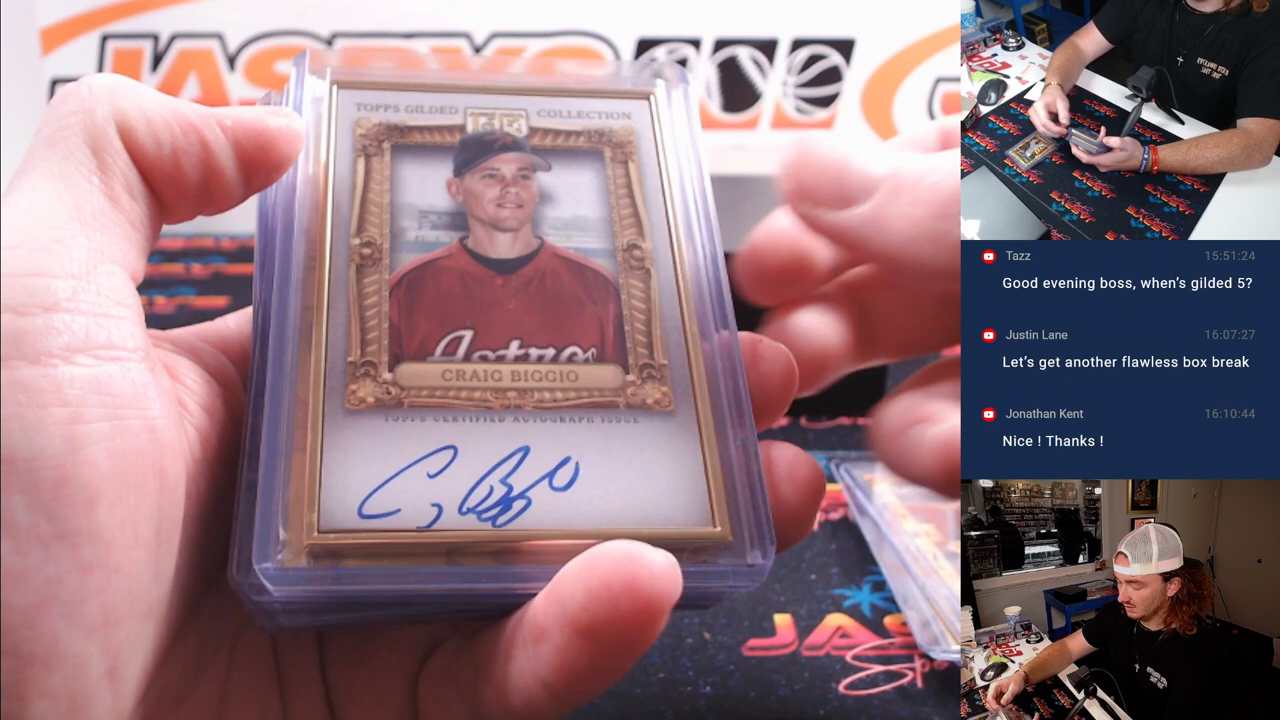 JASPYS
TOPPS GILDED COLLECTION
Astros
CRAIG BIGGIO
TOPPS CERTIFIED AUTOGRAPH ISSUE
JAS
Tazz 15:51:24
Good evening boss, when’s gilded 5?
Justin Lane 16:07:27
Let’s get another flawless box break
Jonathan Kent 16:10:44
Nice ! Thanks !